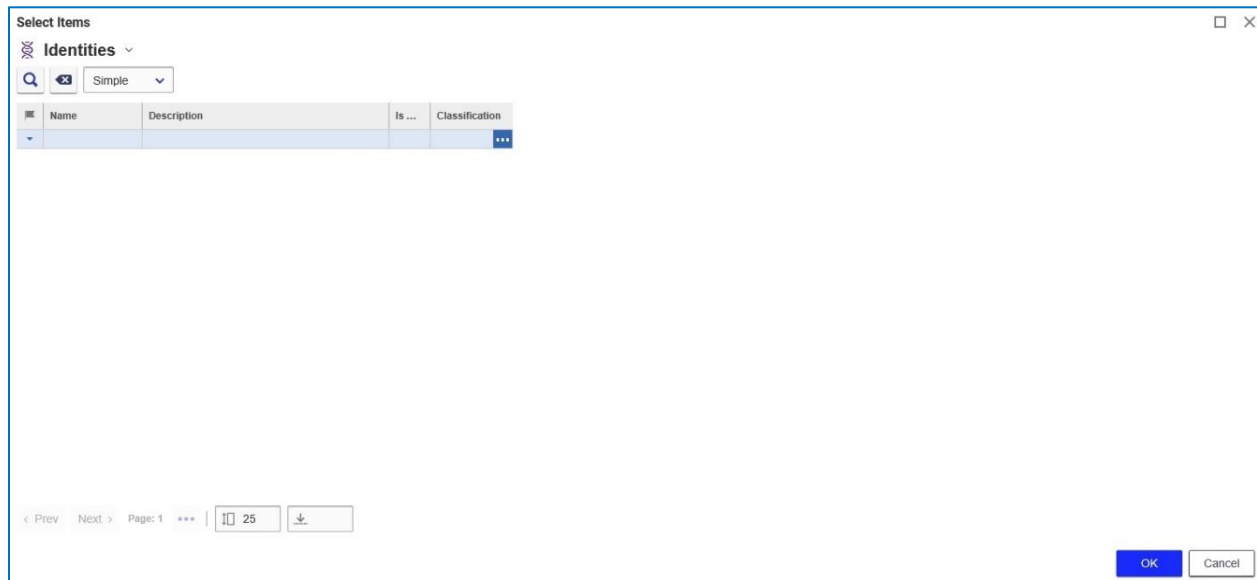 Select Items
Identities
Simple
Name Description Is ... Classification
...
< Prev Next > Page: 1 ... 25
OK Cancel